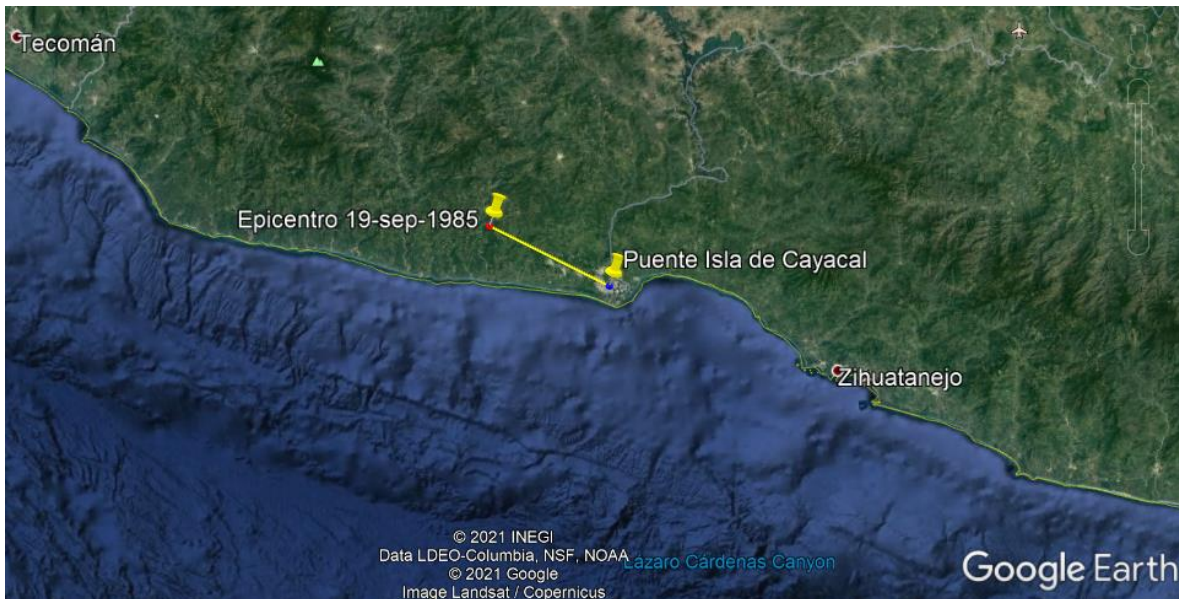 Tecomán
Epicentro 19-sep-1985
Puente Isla de Cayacal
Zihuatanejo
© 2021 INEGI
Data LDEO-Columbia, NSF, NOAA
Lázaro Cárdenas Canyon
© 2021 Google
Image Landsat / Copernicus
Google Earth